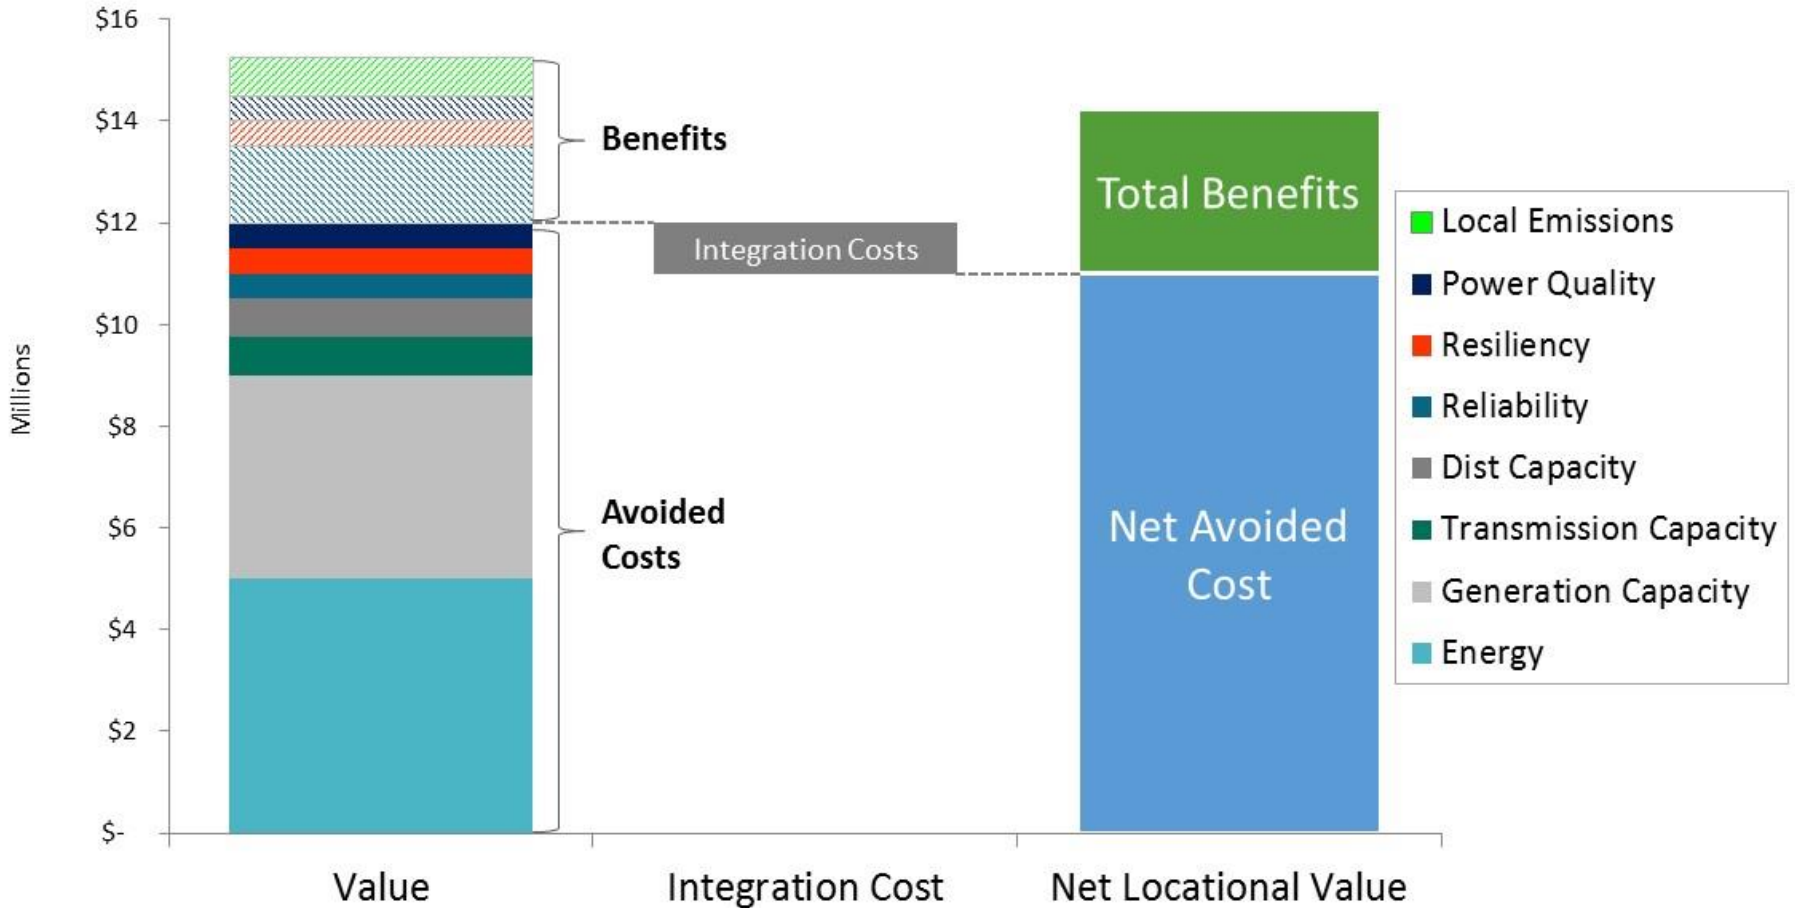 $16
$14
$12
$10
$8
$6
$4
$2
$-
Millions
Benefits
Avoided
Costs
Integration Costs
Total Benefits
Net Avoided
Cost
Local Emissions
Power Quality
Resiliency
Reliability
Dist Capacity
Transmission Capacity
Generation Capacity
Energy
Value
Integration Cost
Net Locational Value